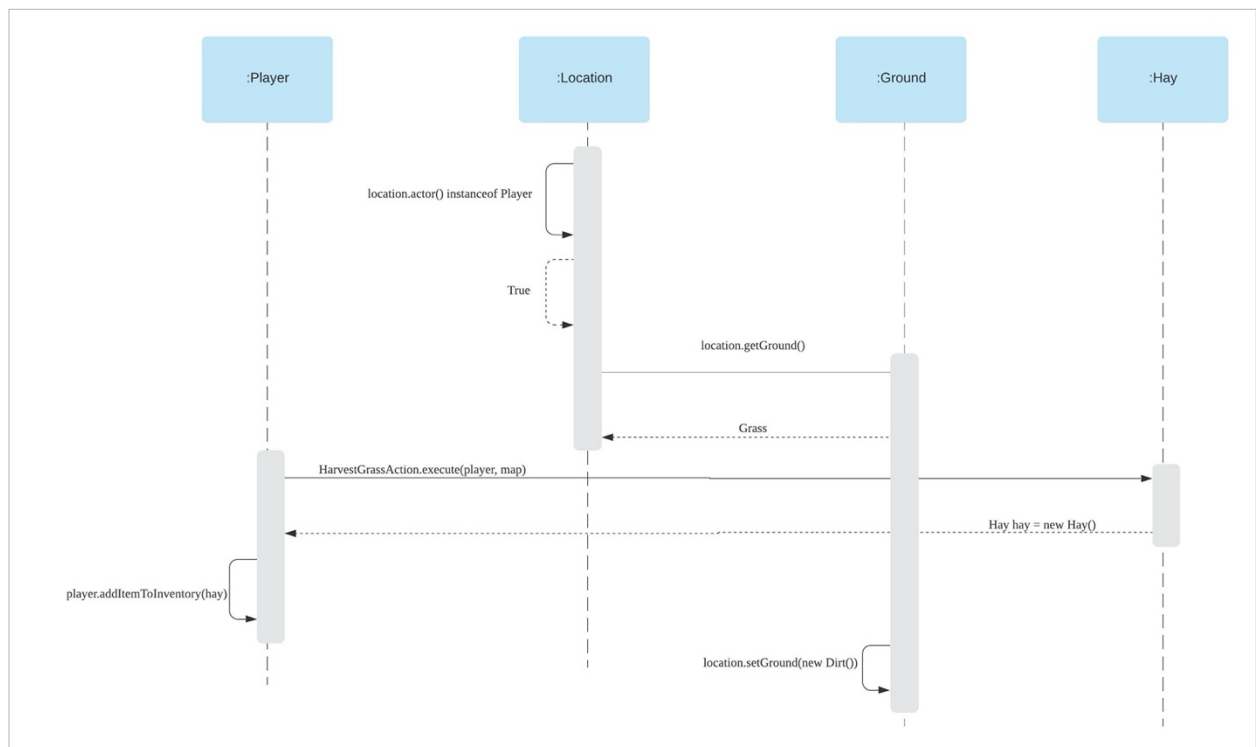 :Player
:Location
:Ground
:Hay
location.actor() instanceof Player
True
location.getGround()
Grass
HarvestGrassAction.execute(player, map)
Hay hay = new Hay()
player.addItemToInventory(hay)
location.setGround(new Dirt())